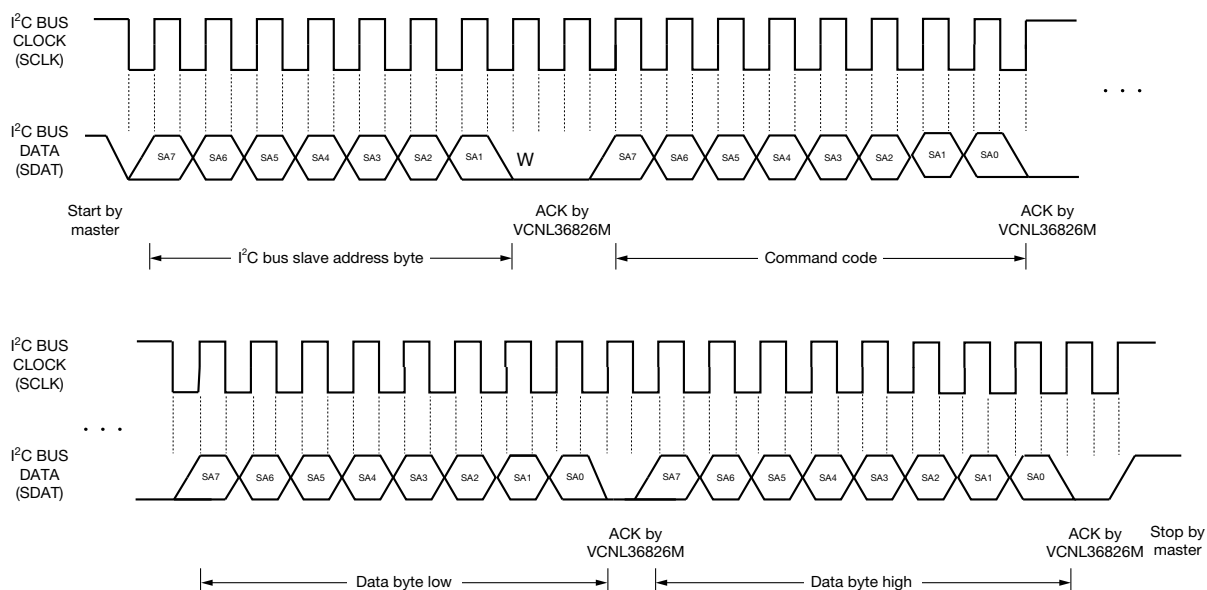 I²C BUS
CLOCK
(SCLK)
. . .
I²C BUS
DATA
(SDAT)
SA7 SA6 SA5 SA4 SA3 SA2 SA1 W SA7 SA6 SA5 SA4 SA3 SA2 SA1 SA0
Start by
master
ACK by
VCNL36826M
ACK by
VCNL36826M
I²C bus slave address byte
Command code
I²C BUS
CLOCK
(SCLK)
. . .
I²C BUS
DATA
(SDAT)
SA7 SA6 SA5 SA4 SA3 SA2 SA1 SA0 SA7 SA6 SA5 SA4 SA3 SA2 SA1 SA0
ACK by
VCNL36826M
ACK by
VCNL36826M
Stop by
master
Data byte low
Data byte high